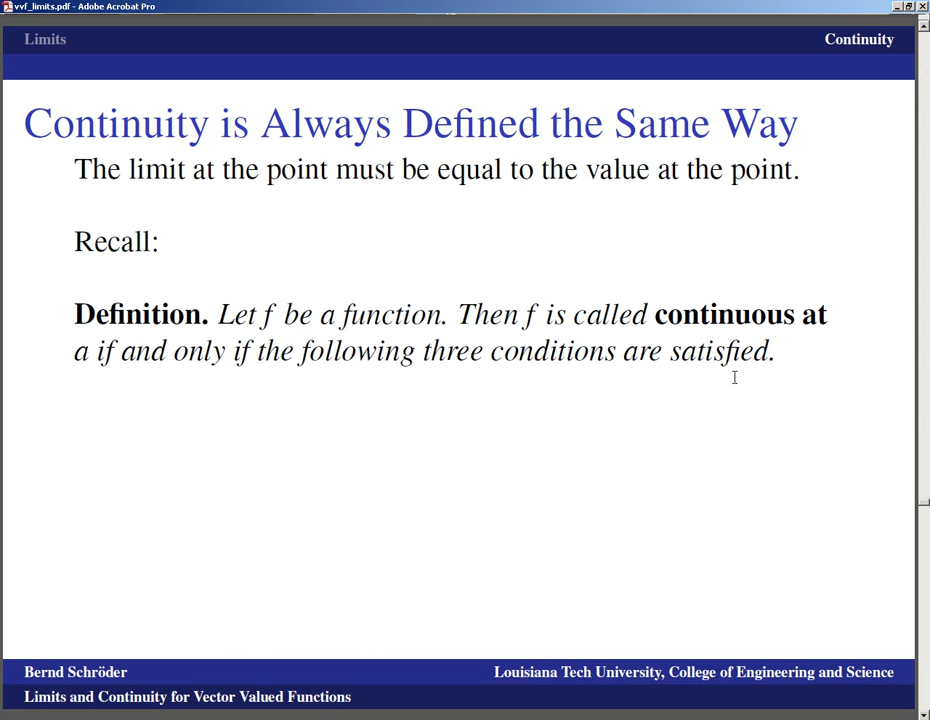 vvf_limits.pdf - Adobe Acrobat Pro
Limits
Continuity
Continuity is Always Defined the Same Way
The limit at the point must be equal to the value at the point.
Recall:
Definition. Let f be a function. Then f is called continuous at
a if and only if the following three conditions are satisfied.
Bernd Schröder
Louisiana Tech University, College of Engineering and Science
Limits and Continuity for Vector Valued Functions